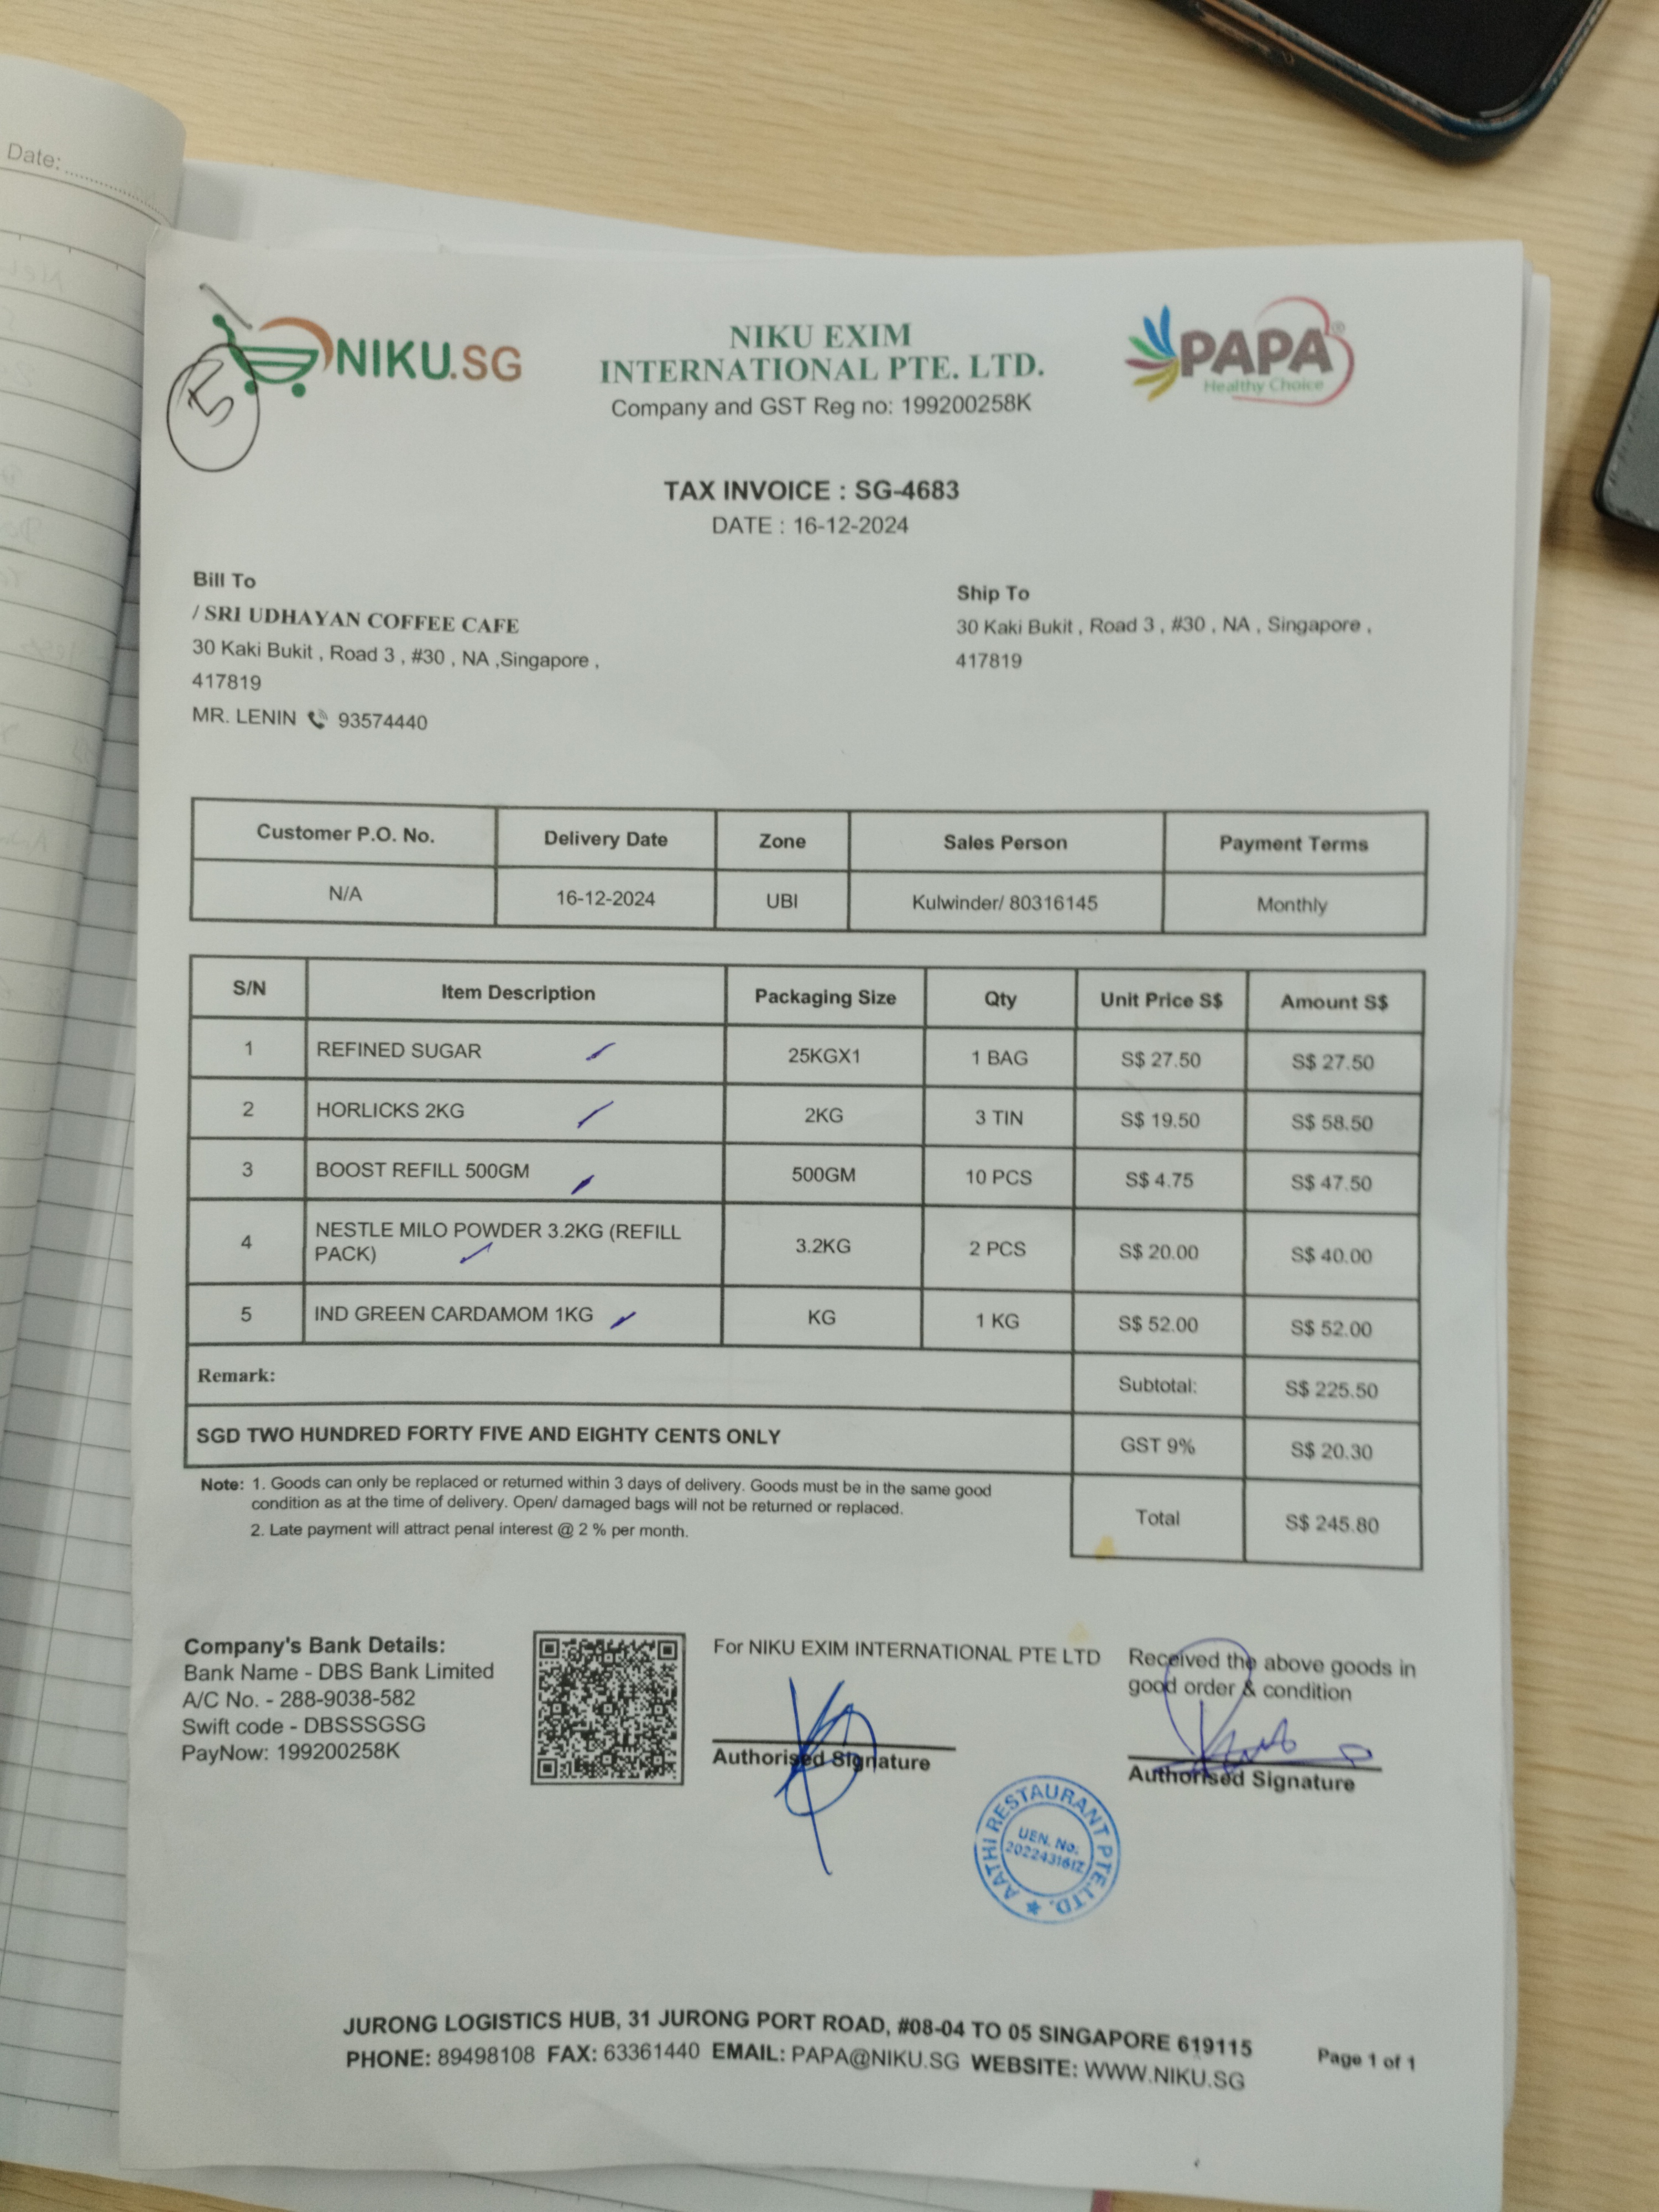 Date:
5
NIKU.SG
NIKU EXIM
INTERNATIONAL PTE. LTD.
Company and GST Reg no: 199200258K
PAPA®
Healthy Choice
TAX INVOICE : SG-4683
DATE : 16-12-2024
Bill To
/ SRI UDHAYAN COFFEE CAFE
30 Kaki Bukit , Road 3 , #30 , NA ,Singapore ,
417819
MR. LENIN 93574440
Ship To
30 Kaki Bukit , Road 3 , #30 , NA , Singapore ,
417819
Customer P.O. No. Delivery Date Zone Sales Person Payment Terms
N/A 16-12-2024 UBI Kulwinder/ 80316145 Monthly
S/N Item Description Packaging Size Qty Unit Price S$ Amount S$
1 REFINED SUGAR 25KGX1 1 BAG S$ 27.50 S$ 27.50
2 HORLICKS 2KG 2KG 3 TIN S$ 19.50 S$ 58.50
3 BOOST REFILL 500GM 500GM 10 PCS S$ 4.75 S$ 47.50
4 NESTLE MILO POWDER 3.2KG (REFILL
PACK) 3.2KG 2 PCS S$ 20.00 S$ 40.00
5 IND GREEN CARDAMOM 1KG KG 1 KG S$ 52.00 S$ 52.00
Remark: Subtotal: S$ 225.50
SGD TWO HUNDRED FORTY FIVE AND EIGHTY CENTS ONLY GST 9% S$ 20.30
Total S$ 245.80
Note: 1. Goods can only be replaced or returned within 3 days of delivery. Goods must be in the same good
condition as at the time of delivery. Open/ damaged bags will not be returned or replaced.
2. Late payment will attract penal interest @ 2 % per month.
Company's Bank Details:
Bank Name - DBS Bank Limited
A/C No. - 288-9038-582
Swift code - DBSSSGSG
PayNow: 199200258K
For NIKU EXIM INTERNATIONAL PTE LTD
Authorised Signature
Received the above goods in
good order & condition
Authorised Signature
AATHI RESTAURANT PTE.LTD.
UEN. No:
202243161Z
JURONG LOGISTICS HUB, 31 JURONG PORT ROAD, #08-04 TO 05 SINGAPORE 619115
PHONE: 89498108 FAX: 63361440 EMAIL: PAPA@NIKU.SG WEBSITE: WWW.NIKU.SG
Page 1 of 1